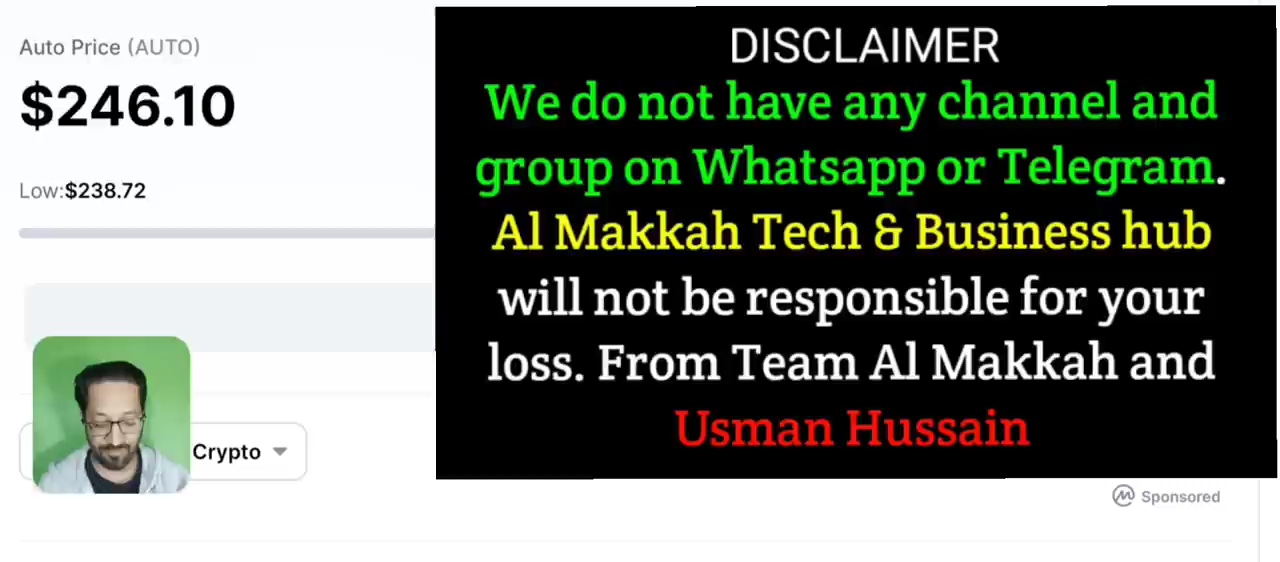 Auto Price (AUTO)
$246.10
Low:$238.72
Crypto
DISCLAIMER
We do not have any channel and
group on Whatsapp or Telegram.
Al Makkah Tech & Business hub
will not be responsible for your
loss. From Team Al Makkah and
Usman Hussain
Sponsored